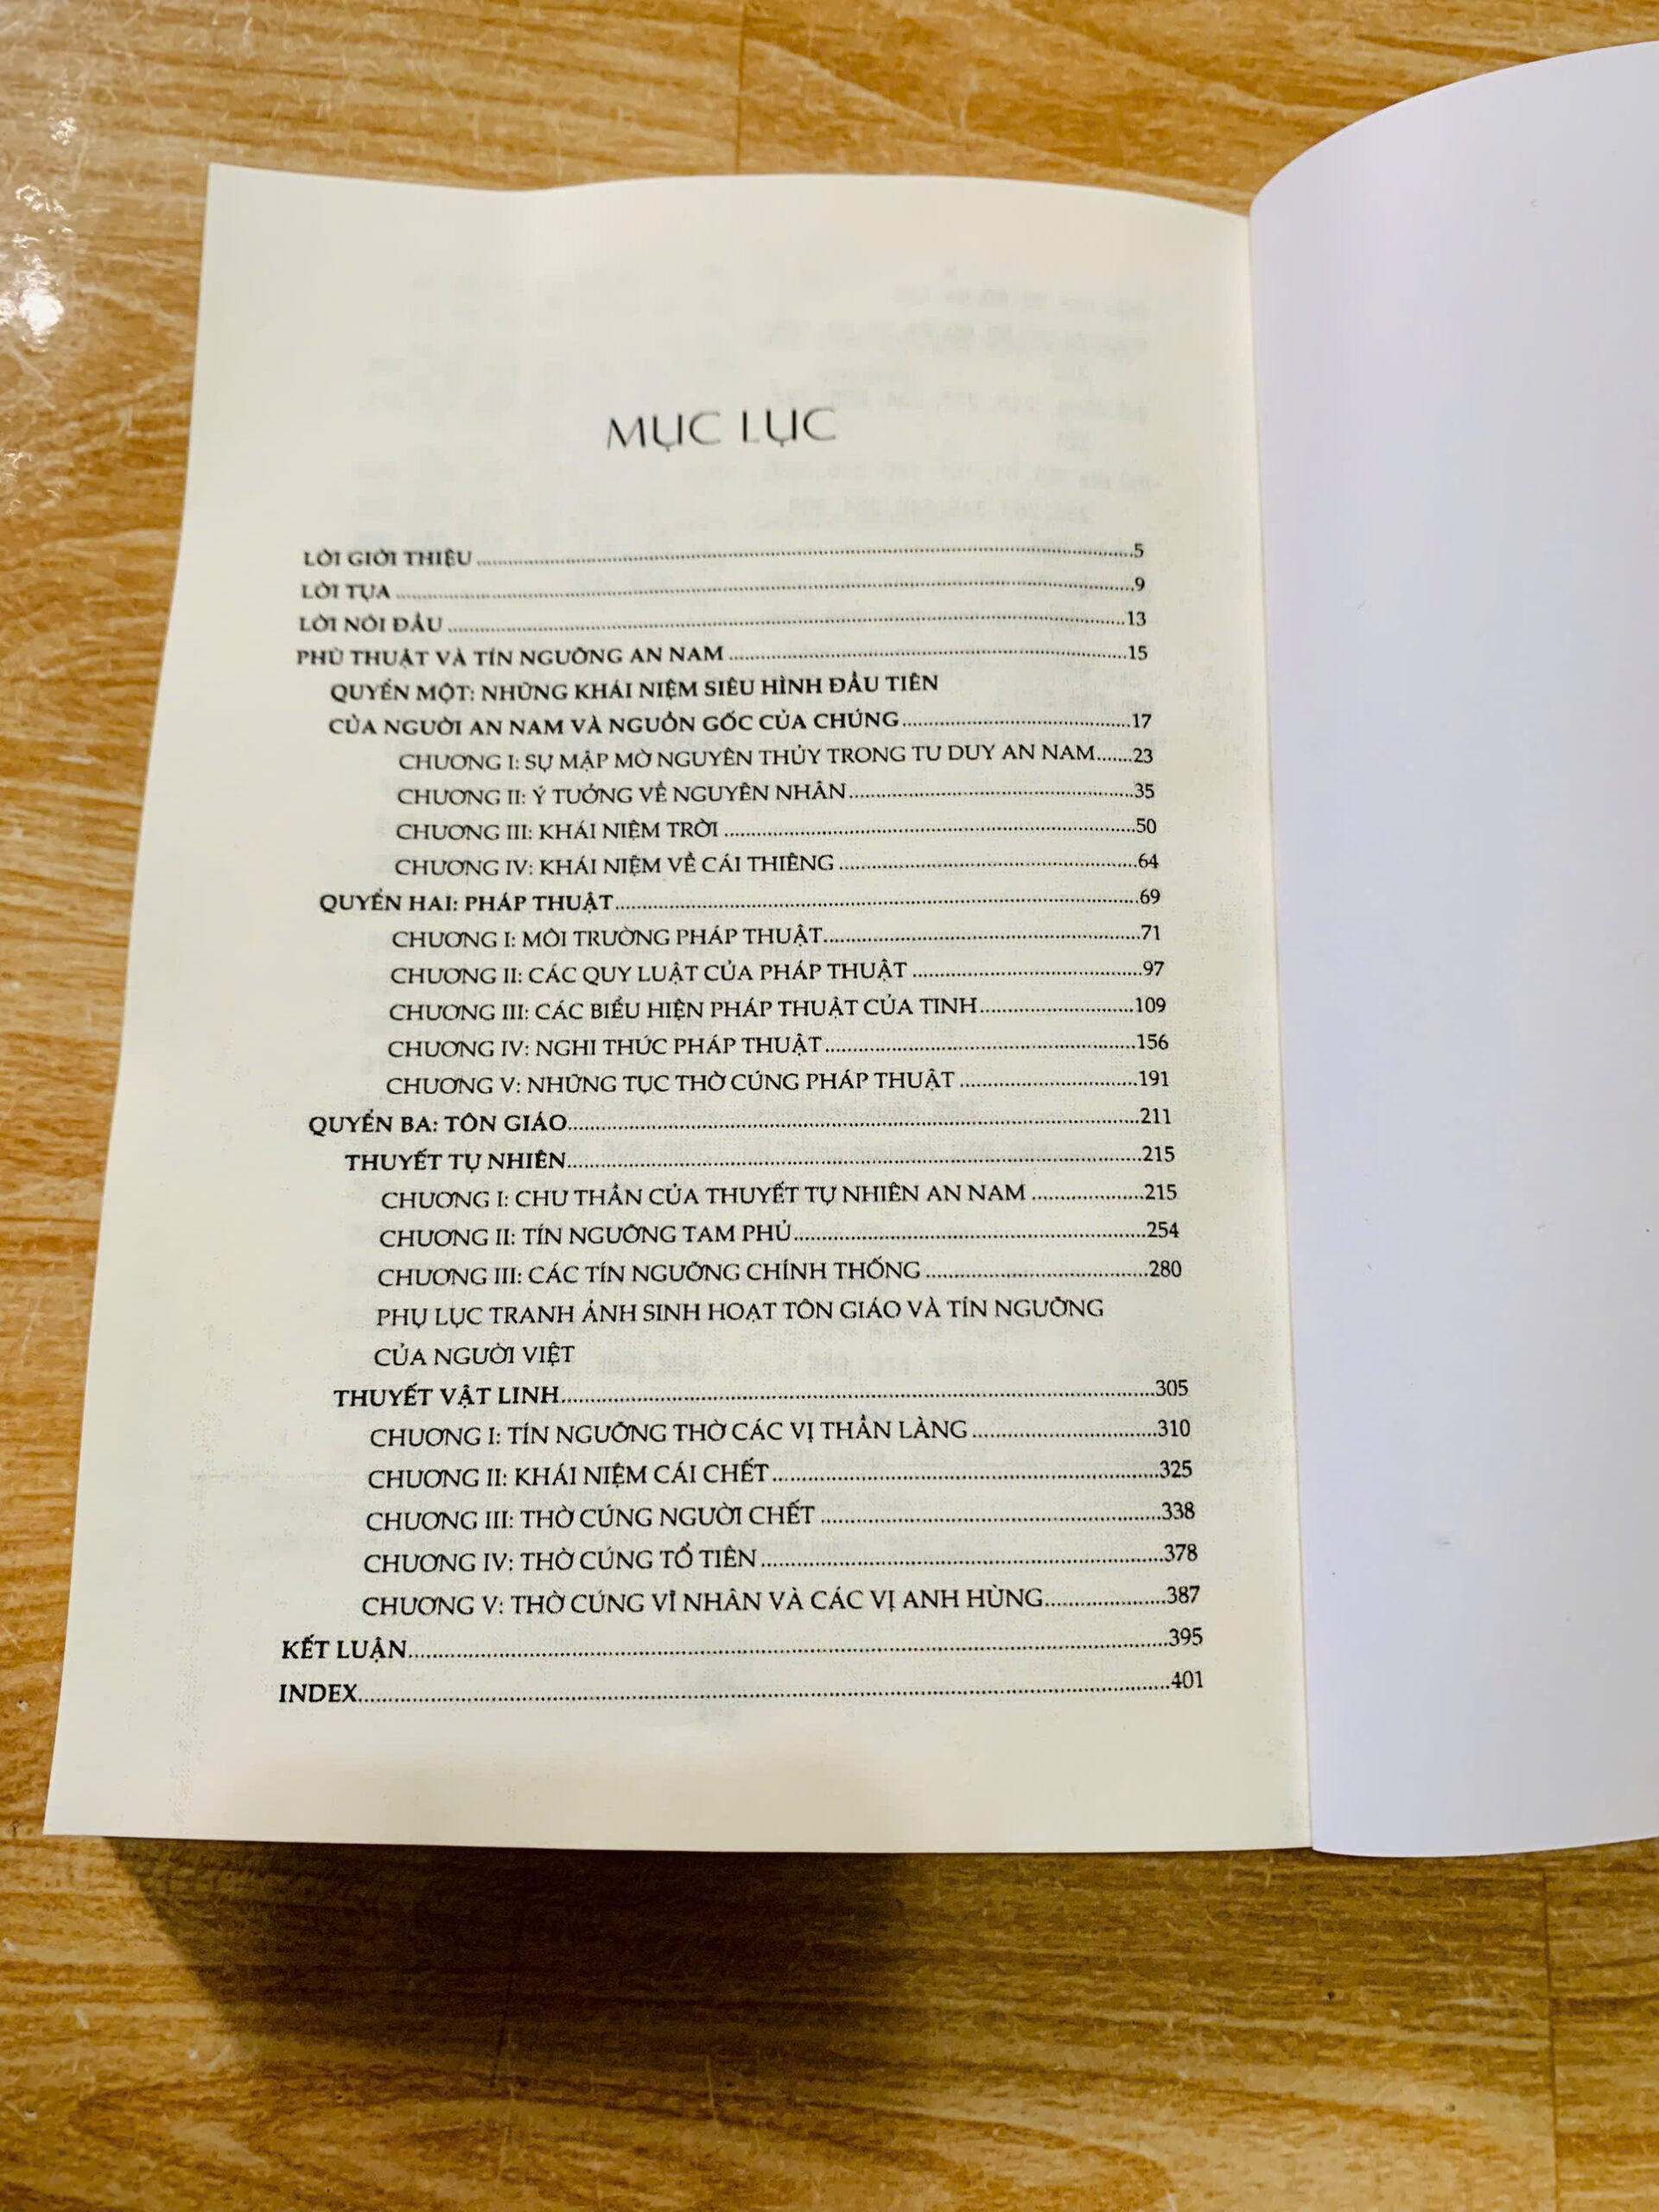 MỤC LỤC
LỜI GIỚI THIỆU 5
LỜI TỰA 9
LỜI NÓI ĐẦU 13
PHÙ THUẬT VÀ TÍN NGƯỠNG AN NAM 15
QUYỂN MỘT: NHỮNG KHÁI NIỆM SIÊU HÌNH ĐẦU TIÊN
CỦA NGƯỜI AN NAM VÀ NGUỒN GỐC CỦA CHÚNG 17
CHƯƠNG I: SỰ MẬP MỜ NGUYÊN THỦY TRONG TƯ DUY AN NAM 23
CHƯƠNG II: Ý TƯỞNG VỀ NGUYÊN NHÂN 35
CHƯƠNG III: KHÁI NIỆM TRỜI 50
CHƯƠNG IV: KHÁI NIỆM VỀ CÁI THIÊNG 64
QUYỂN HAI: PHÁP THUẬT 69
CHƯƠNG I: MÔI TRƯỜNG PHÁP THUẬT 71
CHƯƠNG II: CÁC QUY LUẬT CỦA PHÁP THUẬT 97
CHƯƠNG III: CÁC BIỂU HIỆN PHÁP THUẬT CỦA TINH 109
CHƯƠNG IV: NGHI THỨC PHÁP THUẬT 156
CHƯƠNG V: NHỮNG TỤC THỜ CÚNG PHÁP THUẬT 191
QUYỂN BA: TÔN GIÁO 211
THUYẾT TỰ NHIÊN 215
CHƯƠNG I: CHƯ THẦN CỦA THUYẾT TỰ NHIÊN AN NAM 215
CHƯƠNG II: TÍN NGƯỠNG TAM PHỦ 254
CHƯƠNG III: CÁC TÍN NGƯỠNG CHÍNH THỐNG 280
PHỤ LỤC TRANH ẢNH SINH HOẠT TÔN GIÁO VÀ TÍN NGƯỠNG
CỦA NGƯỜI VIỆT
THUYẾT VẬT LINH 305
CHƯƠNG I: TÍN NGƯỠNG THỜ CÁC VỊ THẦN LÀNG 310
CHƯƠNG II: KHÁI NIỆM CÁI CHẾT 325
CHƯƠNG III: THỜ CÚNG NGƯỜI CHẾT 338
CHƯƠNG IV: THỜ CÚNG TỔ TIÊN 378
CHƯƠNG V: THỜ CÚNG VĨ NHÂN VÀ CÁC VỊ ANH HÙNG 387
KẾT LUẬN 395
INDEX 401